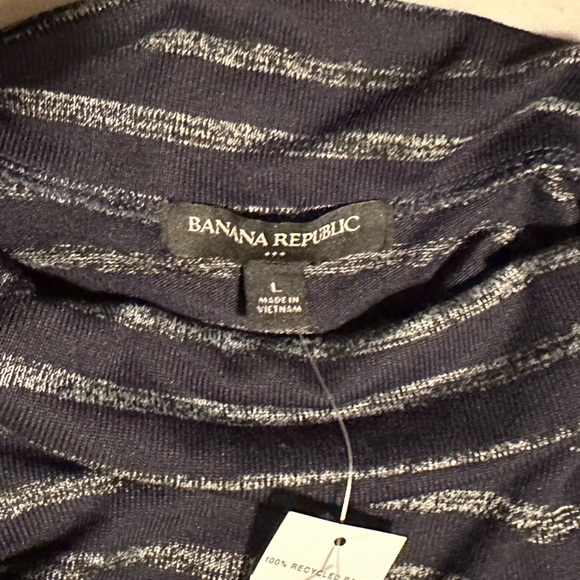 BANANA REPUBLIC
L
MADE IN
VIETNAM
100% RECYCLED